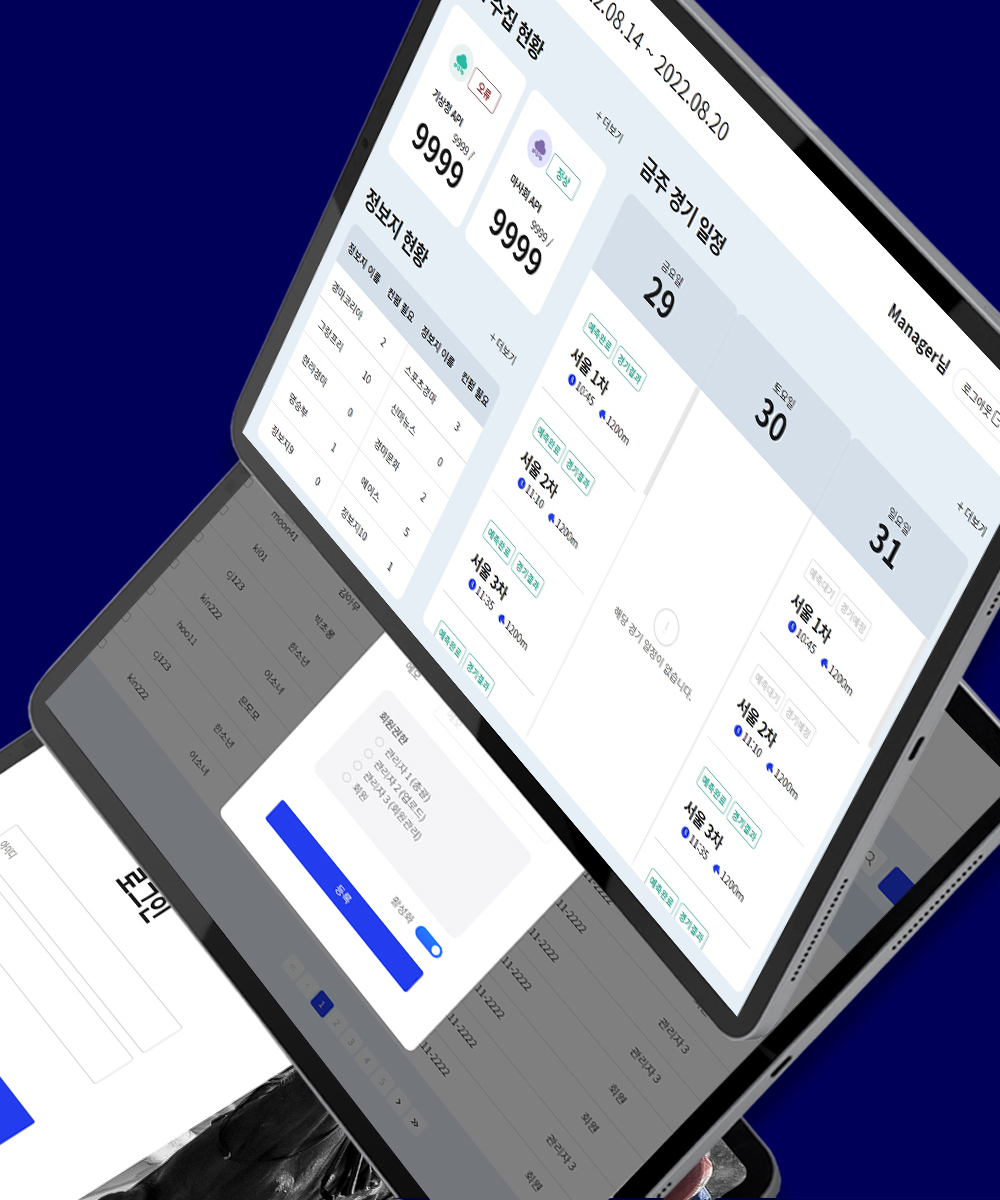 수집 현황
2.08.14 ~ 2022.08.20
오류
기상청 API
9999 /
9999
정상
마사회 API
9999 /
9999
+ 더보기
정보지 현황
+ 더보기
정보지 이름 컨펌 필요 정보지 이름 컨펌 필요
경마코리아 2 스포츠경마 3
그랑프리 10 신마뉴스 0
한라경마 0 경마문화 2
명승부 1 에이스 5
정보지9 0 정보지10 1
금주 경기 일정
Manager님
로그아웃
+ 더보기
금요일
29
예측완료 경기결과
서울 1차
10:45 1200m
예측완료 경기결과
서울 2차
11:10 1200m
예측완료 경기결과
서울 3차
11:35 1200m
예측완료 경기결과
토요일
30
해당 경기 일정이 없습니다.
일요일
31
예측대기 경기예정
서울 1차
10:45 1200m
예측대기 경기예정
서울 2차
11:10 1200m
예측완료 경기결과
서울 3차
11:35 1200m
예측완료 경기결과
moon41 김아무
ki01 박초롱
cj123 한소녀
kin222 이소녀
hoo11 문모모
cj123 한소녀
kin222 이소녀
메모
회원권한
관리자 1 (총괄)
관리자 2 (업로드)
관리자 3 (회원관리)
회원
활성화
등록
1 2 3 4 5 > »
11-2222
11-2222
11-2222
11-2222
11-2222
11-2222
관리자 3
관리자 3
회원
회원
관리자 3
회원
로그인
아이디